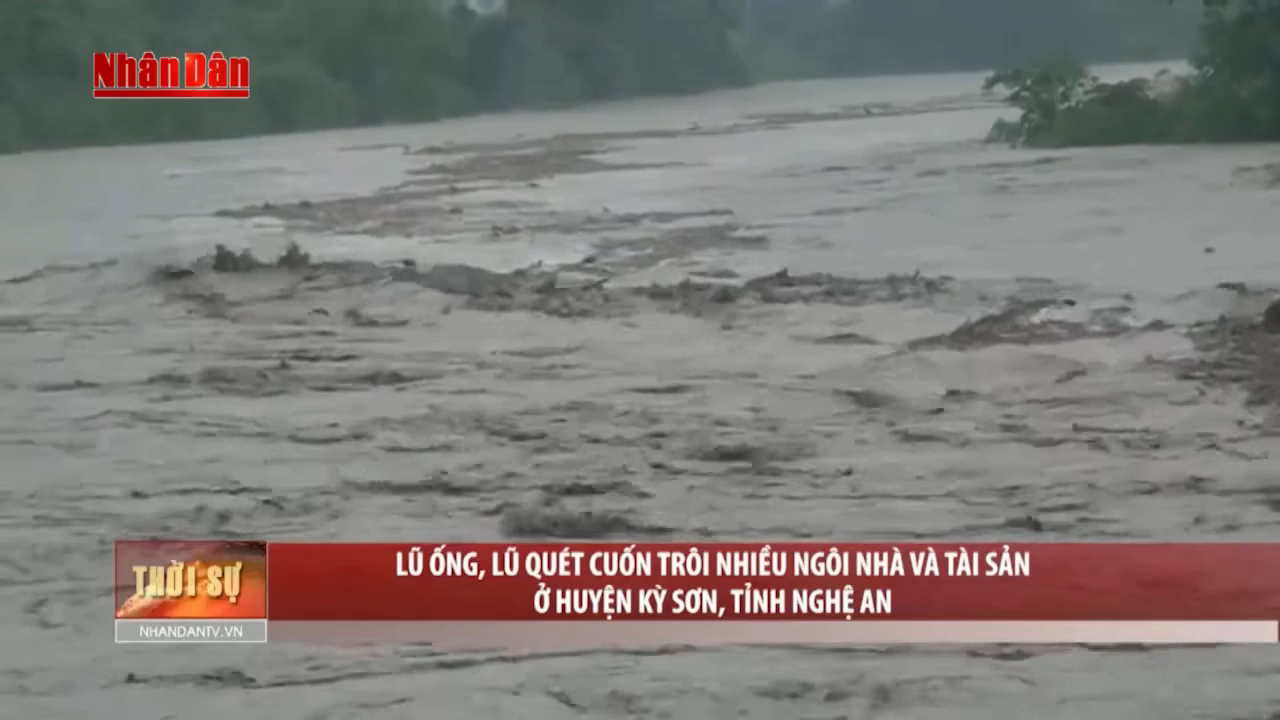 Nhân Dân
LŨ ỐNG, LŨ QUÉT CUỐN TRÔI NHIỀU NGÔI NHÀ VÀ TÀI SẢN
Ở HUYỆN KỲ SƠN, TỈNH NGHỆ AN
THỜI SỰ
NHANDANTV.VN